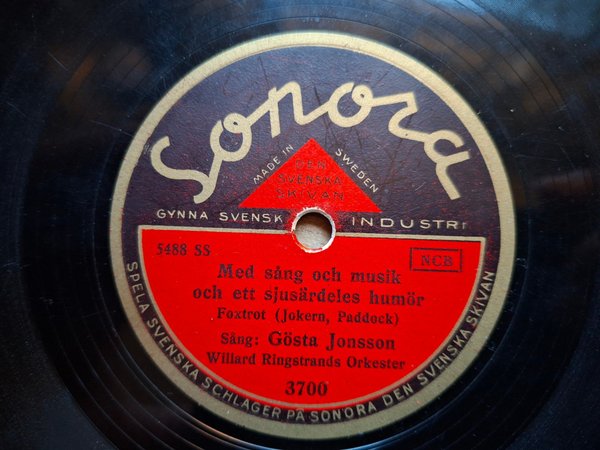 Sonora
MADE IN SWEDEN
DEN
SVENSKA
SKIVAN
GYNNA SVENSK INDUSTRI
5488 SS
NCB
Med sång och musik
och ett sjusärdeles humör
Foxtrot (Jokern, Paddock)
Sång: Gösta Jonsson
Willard Ringstrands Orkester
3700
SPELA SVENSKA SCHLAGER PÅ SONORA DEN SVENSKA SKIVAN